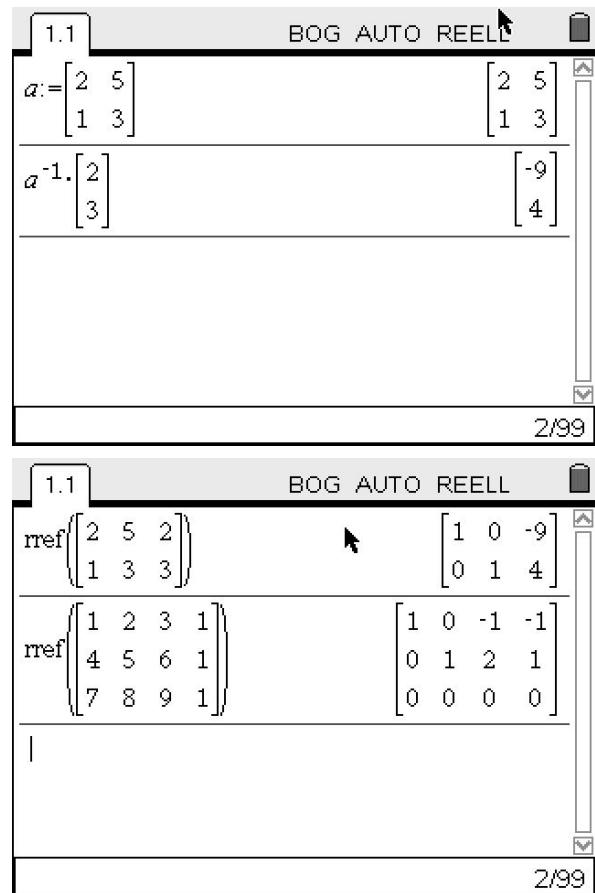 1.1 BOG AUTO REELL
a:=[2 5 [2 5
1 3] 1 3]
a⁻¹·[2 [-9
3] 4]
2/99
1.1 BOG AUTO REELL
rref([2 5 2 [1 0 -9
1 3 3]) 0 1 4]
rref([1 2 3 1 [1 0 -1 -1
4 5 6 1 0 1 2 1
7 8 9 1]) 0 0 0 0]
2/99